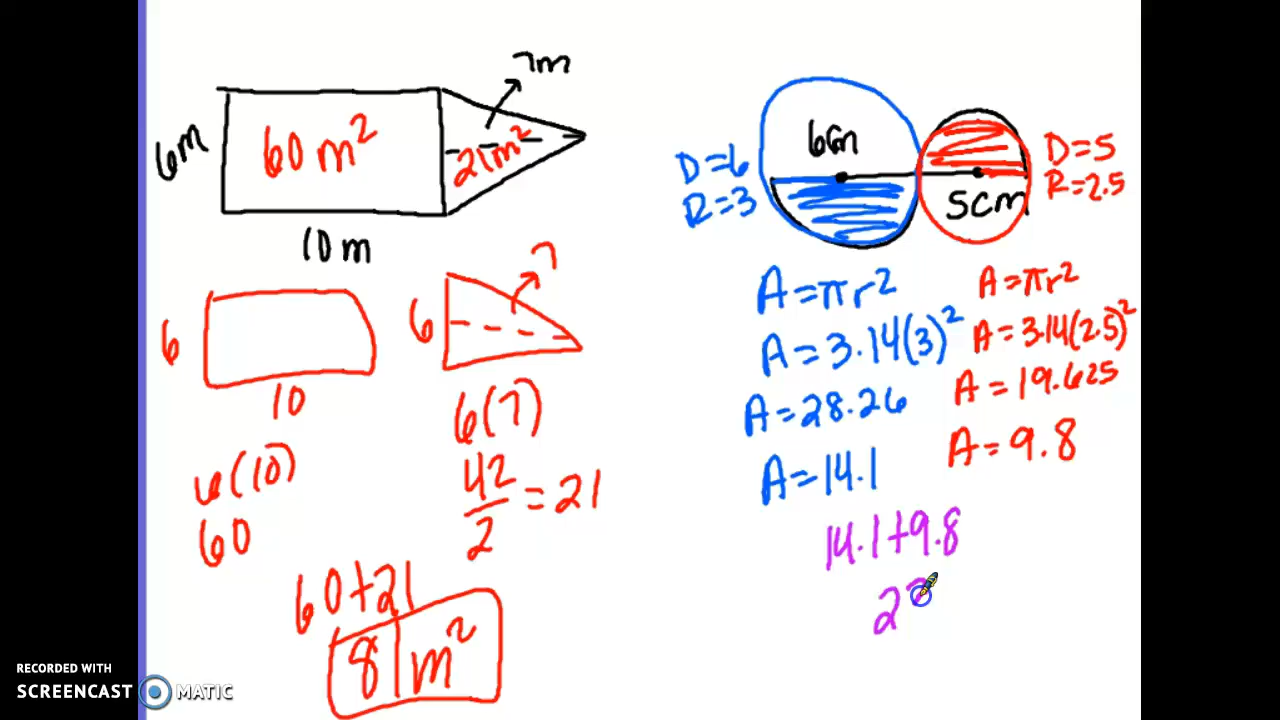 7m
6m
60 m²
21m²
10 m
6
10
6(10)
60
7
6
6(7)
42/2 = 21
60+21
81 m²
6cm
D=6
R=3
5cm
D=5
R=2.5
A=πr²
A=3.14(3)²
A=28.26
A=14.1
A=πr²
A=3.14(2.5)²
A=19.625
A=9.8
14.1+9.8
2
RECORDED WITH
SCREENCAST MATIC